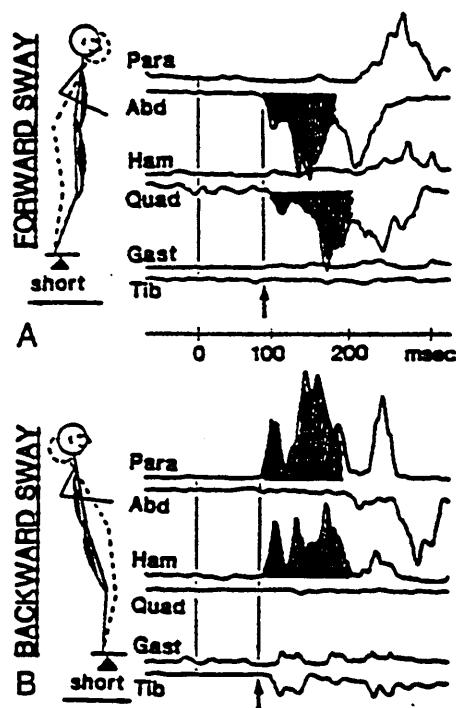 FORWARD SWAY
Para
Abd
Ham
Quad
Gast
Tib
short
A
0 100 200 msec
BACKWARD SWAY
Para
Abd
Ham
Quad
Gast
Tib
short
B